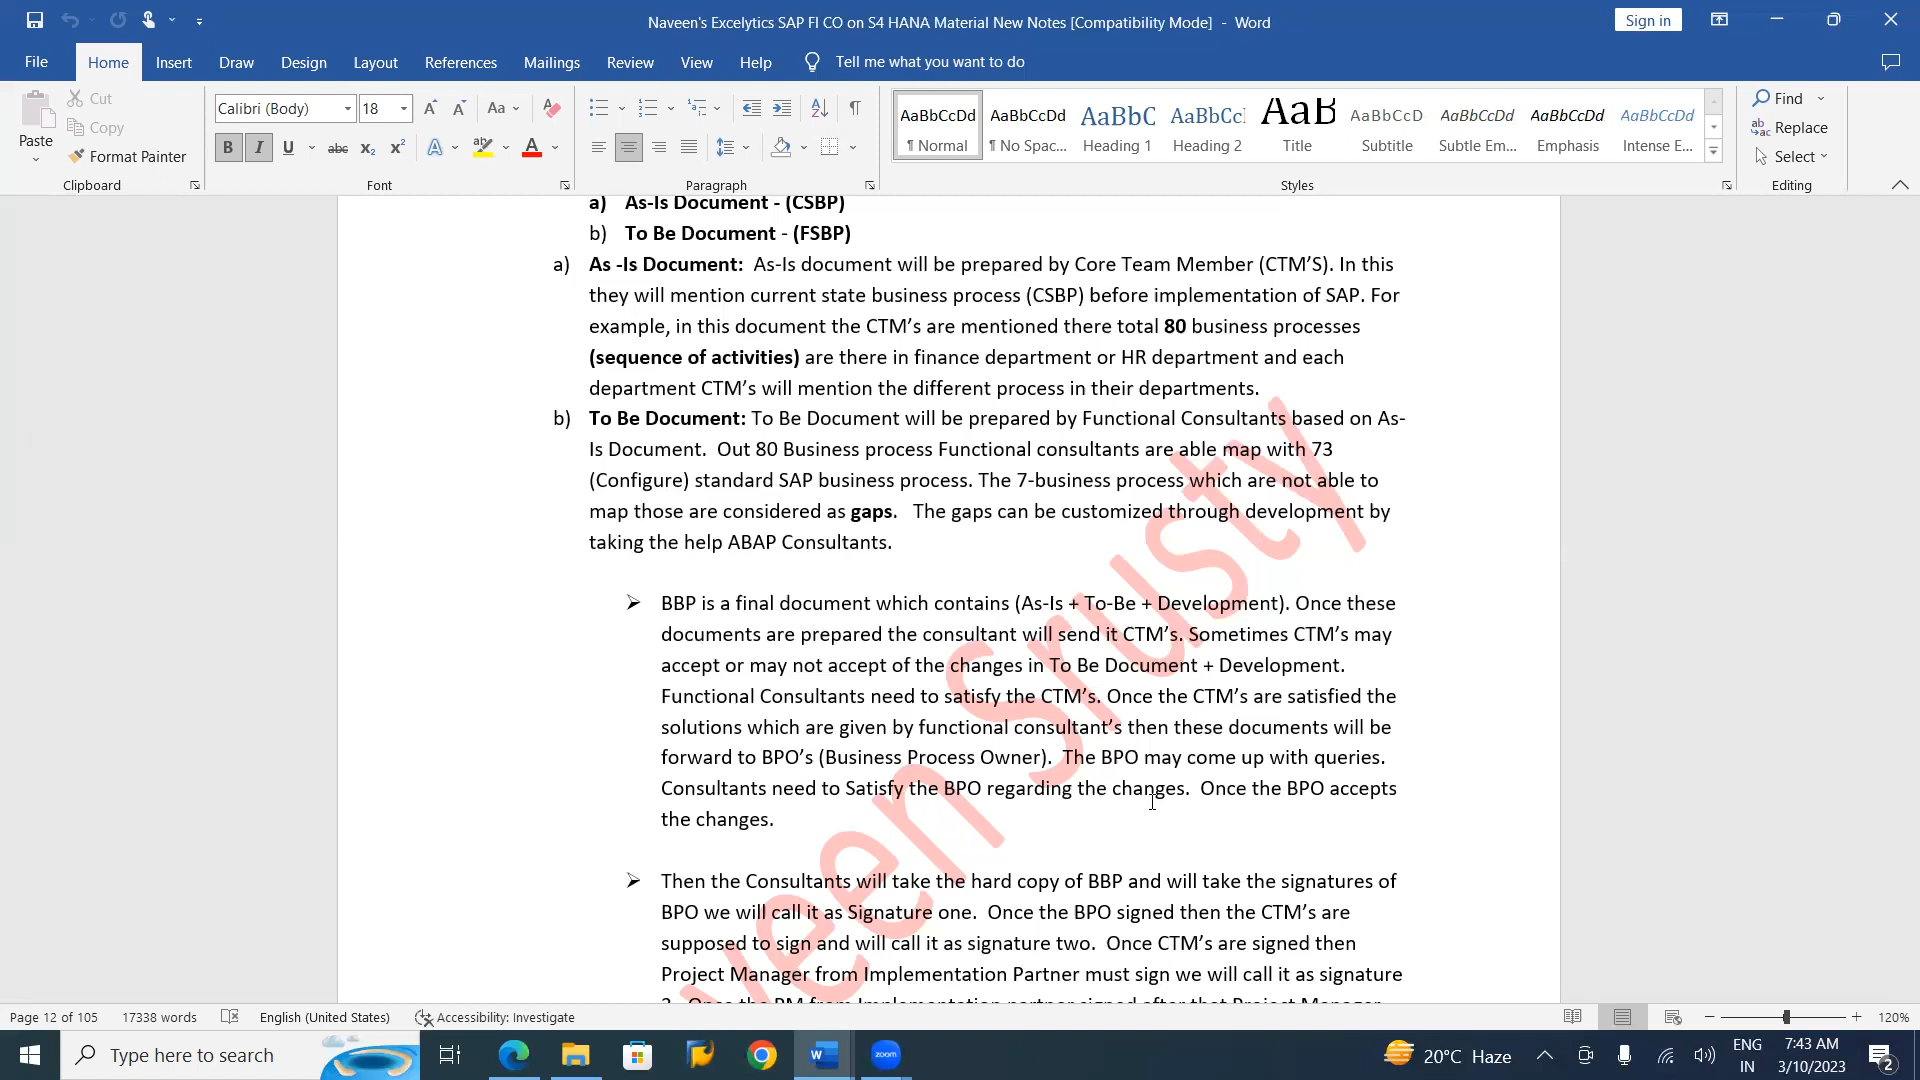 Naveen's Excelytics SAP FI CO on S4 HANA Material New Notes [Compatibility Mode] - Word
Sign in
File Home Insert Draw Design Layout References Mailings Review View Help Tell me what you want to do
Paste
Cut
Copy
Format Painter
Clipboard
Calibri (Body) 18
Font
Paragraph
AaBbCcDd AaBbCcDd AaBbC AaBbCc AaB AaBbCcD AaBbCcDd AaBbCcDd AaBbCcDd
¶ Normal ¶ No Spac... Heading 1 Heading 2 Title Subtitle Subtle Em... Emphasis Intense E...
Styles
Find
Replace
Select
Editing
a) As-Is Document - (CSBP)
b) To Be Document - (FSBP)
a) As -Is Document: As-Is document will be prepared by Core Team Member (CTM'S). In this
they will mention current state business process (CSBP) before implementation of SAP. For
example, in this document the CTM's are mentioned there total 80 business processes
(sequence of activities) are there in finance department or HR department and each
department CTM's will mention the different process in their departments.
b) To Be Document: To Be Document will be prepared by Functional Consultants based on As-
Is Document. Out 80 Business process Functional consultants are able map with 73
(Configure) standard SAP business process. The 7-business process which are not able to
map those are considered as gaps. The gaps can be customized through development by
taking the help ABAP Consultants.
➢ BBP is a final document which contains (As-Is + To-Be + Development). Once these
documents are prepared the consultant will send it CTM's. Sometimes CTM's may
accept or may not accept of the changes in To Be Document + Development.
Functional Consultants need to satisfy the CTM's. Once the CTM's are satisfied the
solutions which are given by functional consultant's then these documents will be
forward to BPO's (Business Process Owner). The BPO may come up with queries.
Consultants need to Satisfy the BPO regarding the changes. Once the BPO accepts
the changes.
➢ Then the Consultants will take the hard copy of BBP and will take the signatures of
BPO we will call it as Signature one. Once the BPO signed then the CTM's are
supposed to sign and will call it as signature two. Once CTM's are signed then
Project Manager from Implementation Partner must sign we will call it as signature
Once the PM from Implementation partner signed after that Project Manager
veen Srusty
Page 12 of 105 17338 words English (United States) Accessibility: Investigate 120%
Type here to search
zoom
20°C Haze
ENG
IN
7:43 AM
3/10/2023
2